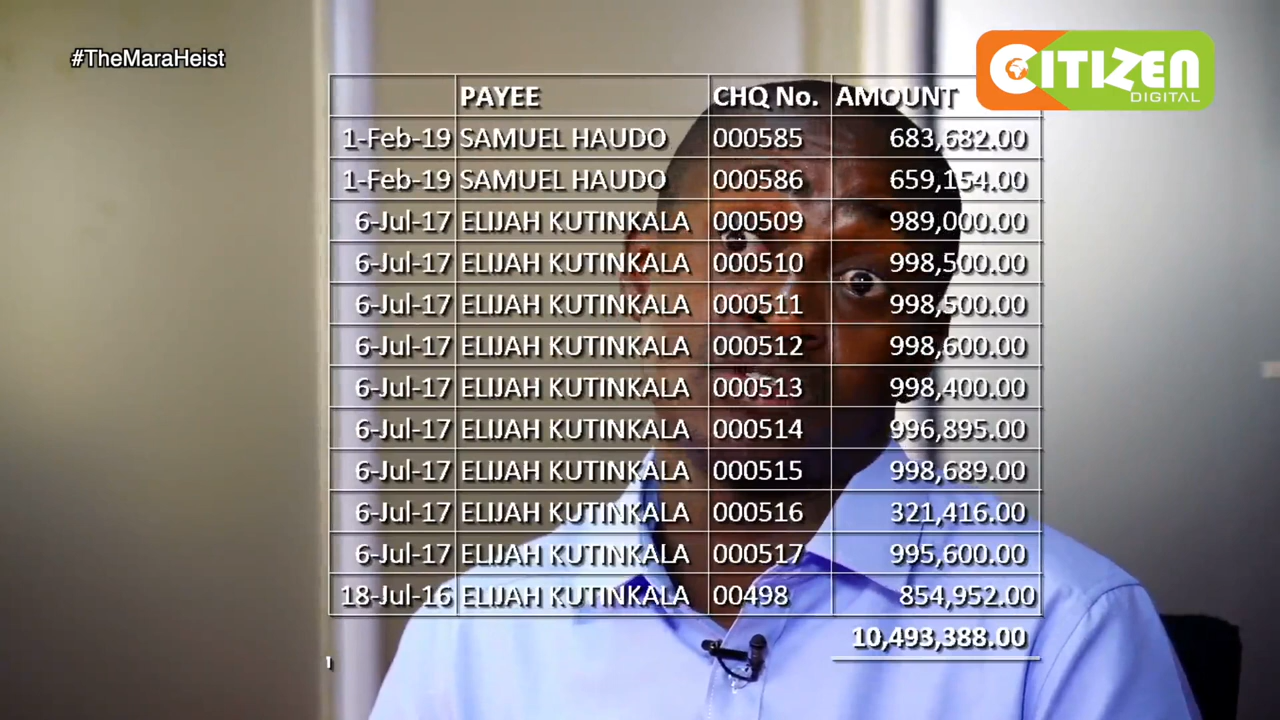 #TheMaraHeist
CITIZEN
DIGITAL
PAYEE CHQ No. AMOUNT
1-Feb-19 SAMUEL HAUDO 000585 683,682.00
1-Feb-19 SAMUEL HAUDO 000586 659,154.00
6-Jul-17 ELIJAH KUTINKALA 000509 989,000.00
6-Jul-17 ELIJAH KUTINKALA 000510 998,500.00
6-Jul-17 ELIJAH KUTINKALA 000511 998,500.00
6-Jul-17 ELIJAH KUTINKALA 000512 998,600.00
6-Jul-17 ELIJAH KUTINKALA 000513 998,400.00
6-Jul-17 ELIJAH KUTINKALA 000514 996,895.00
6-Jul-17 ELIJAH KUTINKALA 000515 998,689.00
6-Jul-17 ELIJAH KUTINKALA 000516 321,416.00
6-Jul-17 ELIJAH KUTINKALA 000517 995,600.00
18-Jul-16 ELIJAH KUTINKALA 00498 854,952.00
10,493,388.00
'